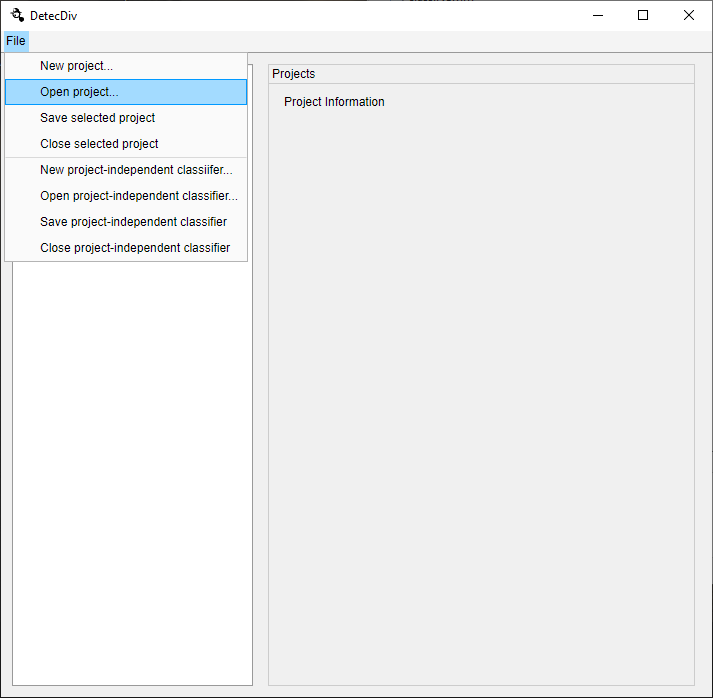 DetecDiv
File
New project...
Open project...
Save selected project
Close selected project
New project-independent classiifer...
Open project-independent classifier...
Save project-independent classifier
Close project-independent classifier
Projects
Project Information